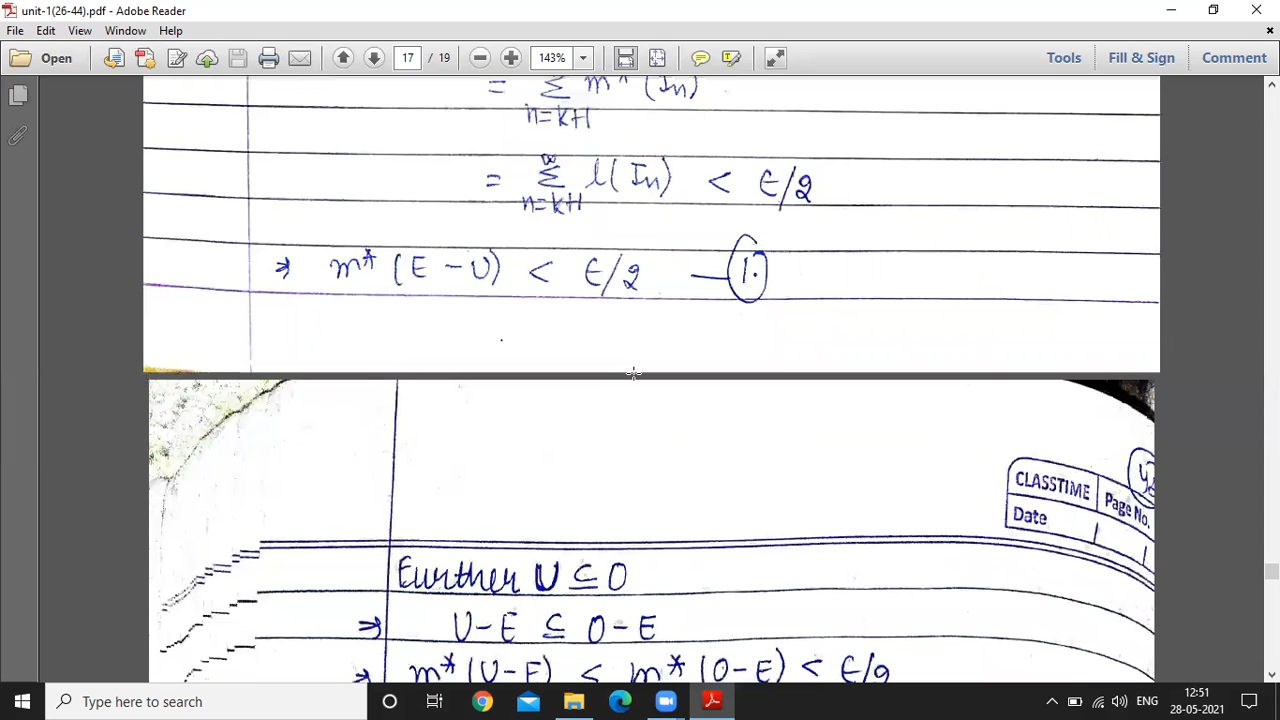 unit-1(26-44).pdf - Adobe Reader
File Edit View Window Help
Open 17 / 19 143% Tools Fill & Sign Comment
= Σ m*(In)
n=k+1
∞
= Σ l(In) < ε/2
n=k+1
⇒ m*(E-U) < ε/2 — 1.
CLASSTIME Page No.
Date
Further U ⊆ O
⇒ U-E ⊆ O-E
⇒ m*(U-E) < m*(O-E) < ε/2
Type here to search
ENG
12:51
28-05-2021